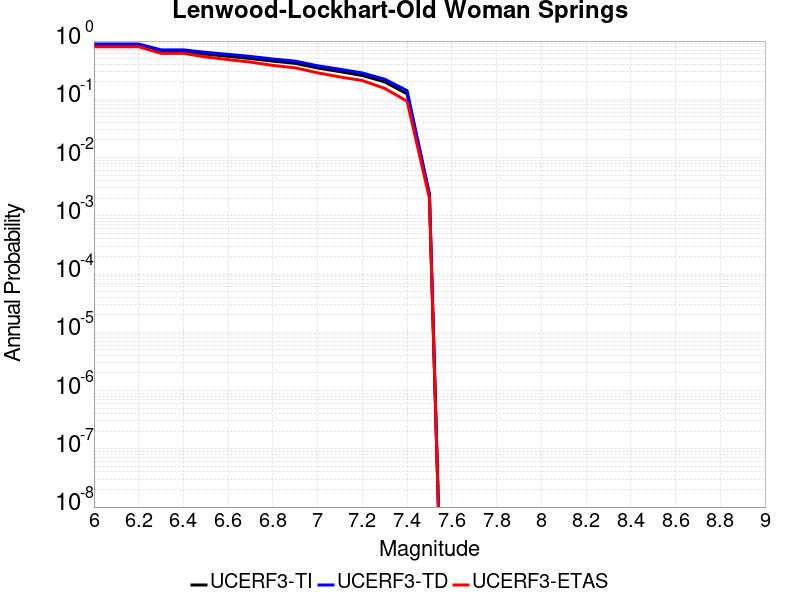 Lenwood-Lockhart-Old Woman Springs
10^0
10^-1
10^-2
10^-3
10^-4
10^-5
10^-6
10^-7
10^-8
Annual Probability
6 6.2 6.4 6.6 6.8 7 7.2 7.4 7.6 7.8 8 8.2 8.4 8.6 8.8 9
Magnitude
UCERF3-TI UCERF3-TD UCERF3-ETAS